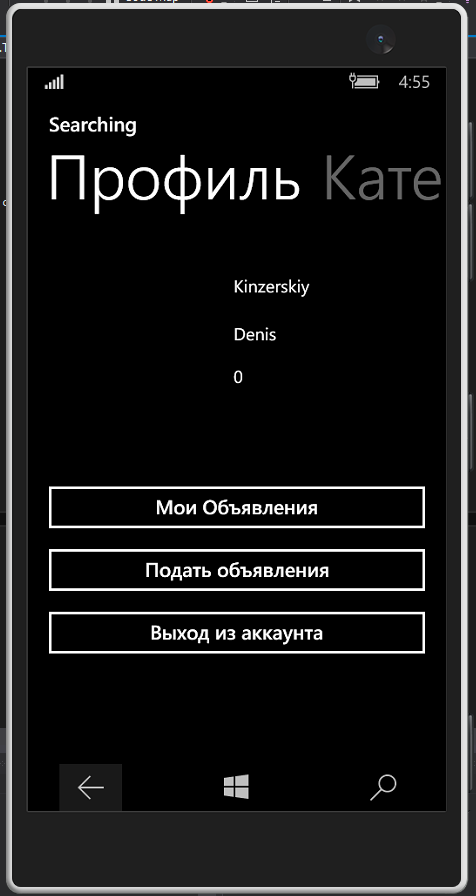 4:55
Searching
Профиль Кате
Kinzerskiy
Denis
0
Мои Объявления
Подать объявления
Выход из аккаунта